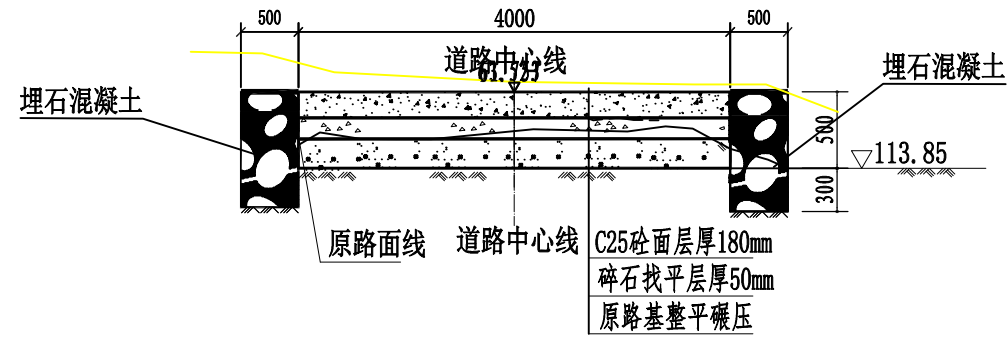 500
4000
500
道路中心线
埋石混凝土
埋石混凝土
500
113.85
300
原路面线
道路中心线
C25砼面层厚180mm
碎石找平层厚50mm
原路基整平碾压